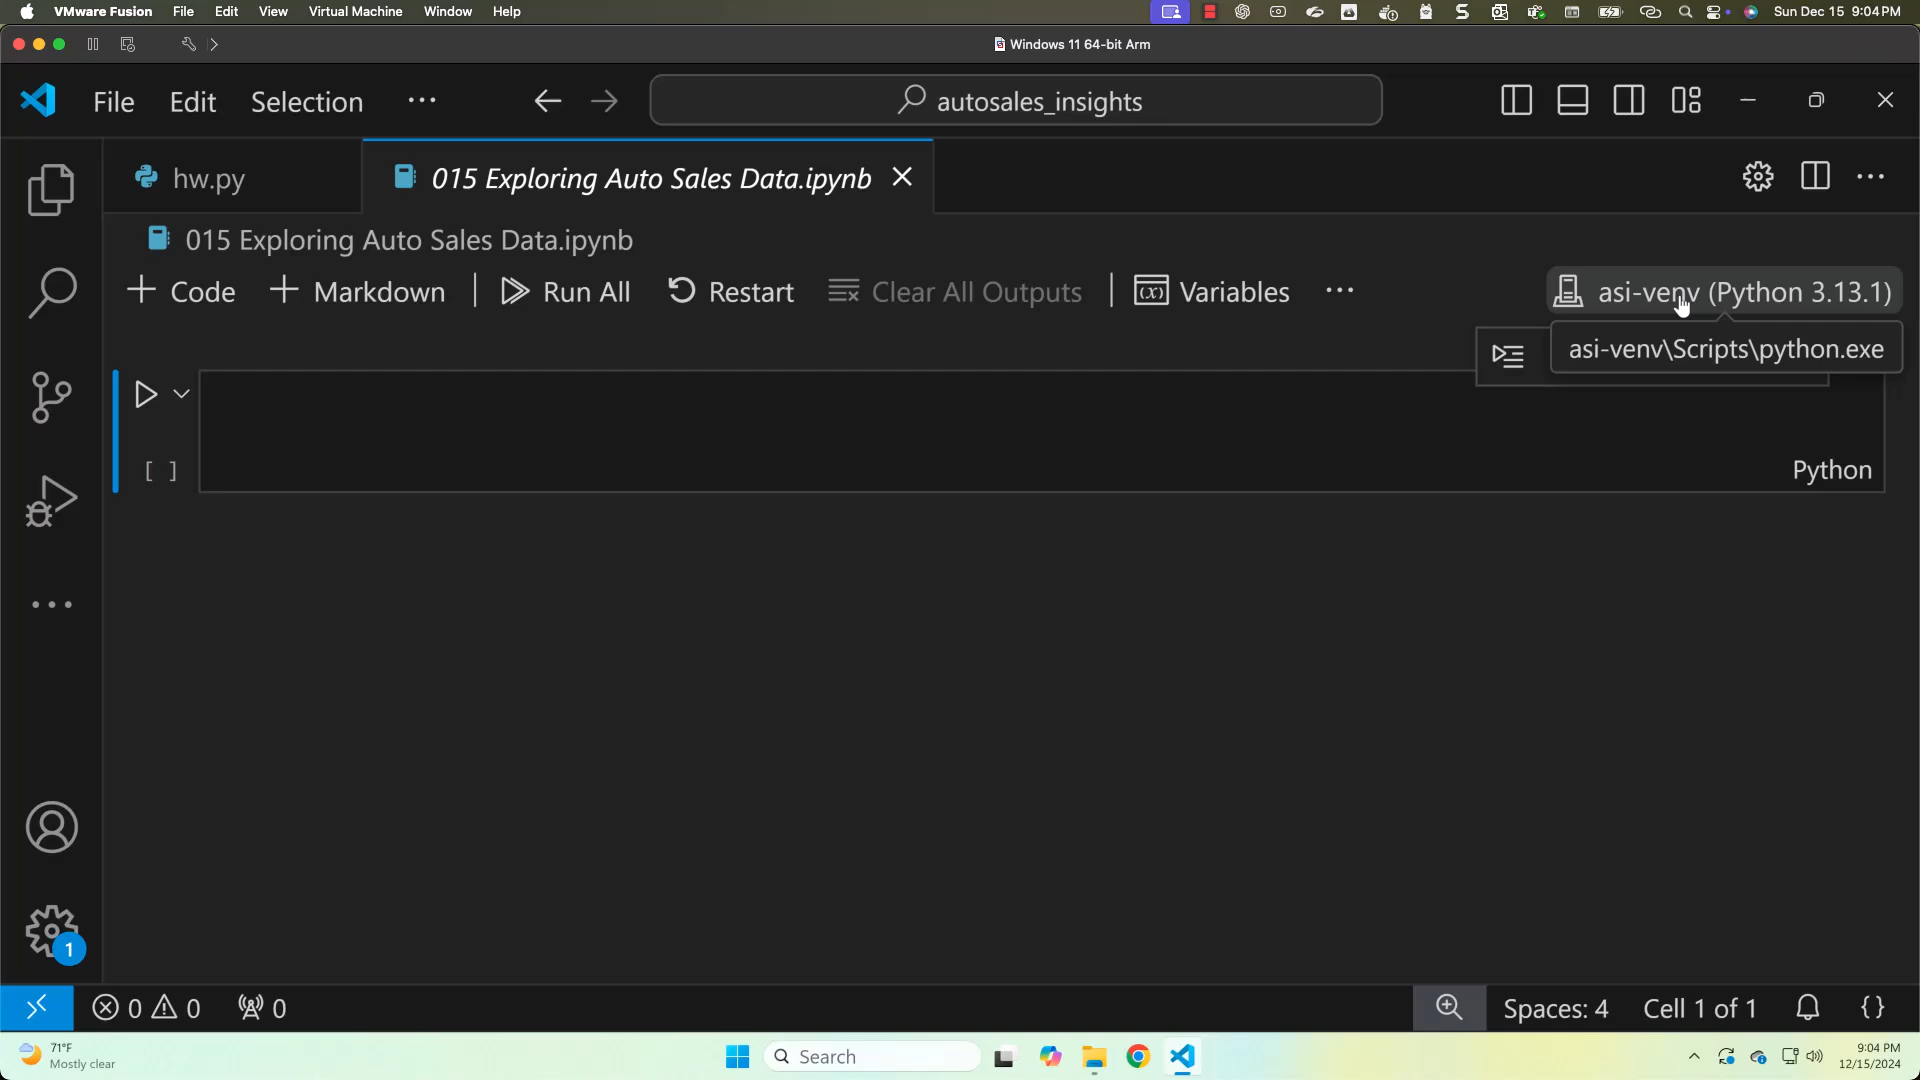 VMware Fusion File Edit View Virtual Machine Window Help Sun Dec 15 9:04 PM
Windows 11 64-bit Arm
File Edit Selection ··· autosales_insights
hw.py 015 Exploring Auto Sales Data.ipynb
015 Exploring Auto Sales Data.ipynb
Code Markdown Run All Restart Clear All Outputs Variables ··· asi-venv (Python 3.13.1)
asi-venv\Scripts\python.exe
[ ] Python
1
0 0 0 Spaces: 4 Cell 1 of 1 {}
71°F
Mostly clear
Search
9:04 PM
12/15/2024